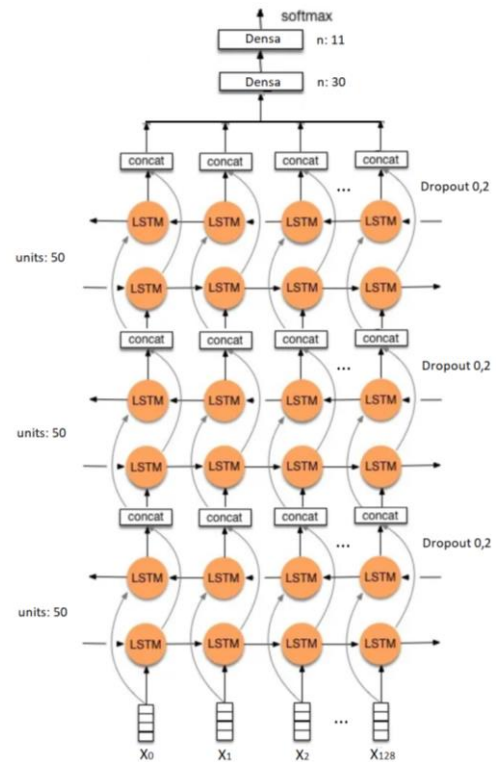 softmax
Densa n: 11
Densa n: 30
concat concat concat concat
... Dropout 0,2
LSTM LSTM LSTM LSTM
units: 50
LSTM LSTM LSTM LSTM
concat concat concat concat
... Dropout 0,2
LSTM LSTM LSTM LSTM
units: 50
LSTM LSTM LSTM LSTM
concat concat concat concat
... Dropout 0,2
LSTM LSTM LSTM LSTM
units: 50
LSTM LSTM LSTM LSTM
...
X0 X1 X2 X128